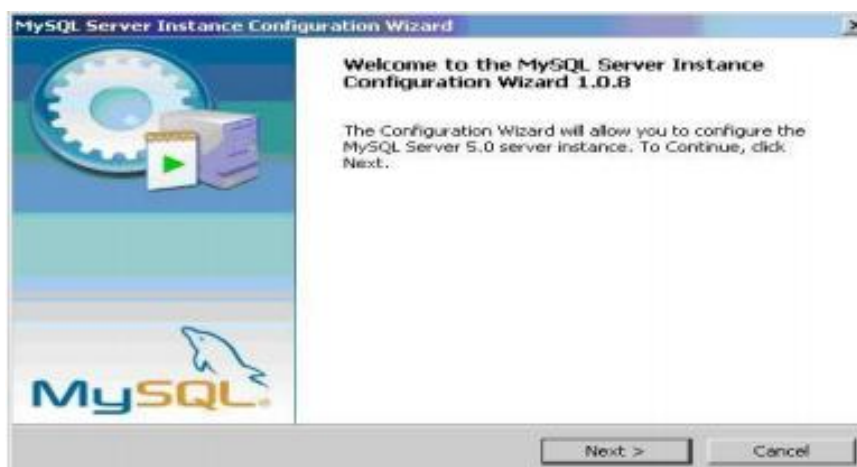 MySQL Server Instance Configuration Wizard
Welcome to the MySQL Server Instance
Configuration Wizard 1.0.8
The Configuration Wizard will allow you to configure the
MySQL Server 5.0 server instance. To Continue, click
Next.
MySQL.
Next >
Cancel